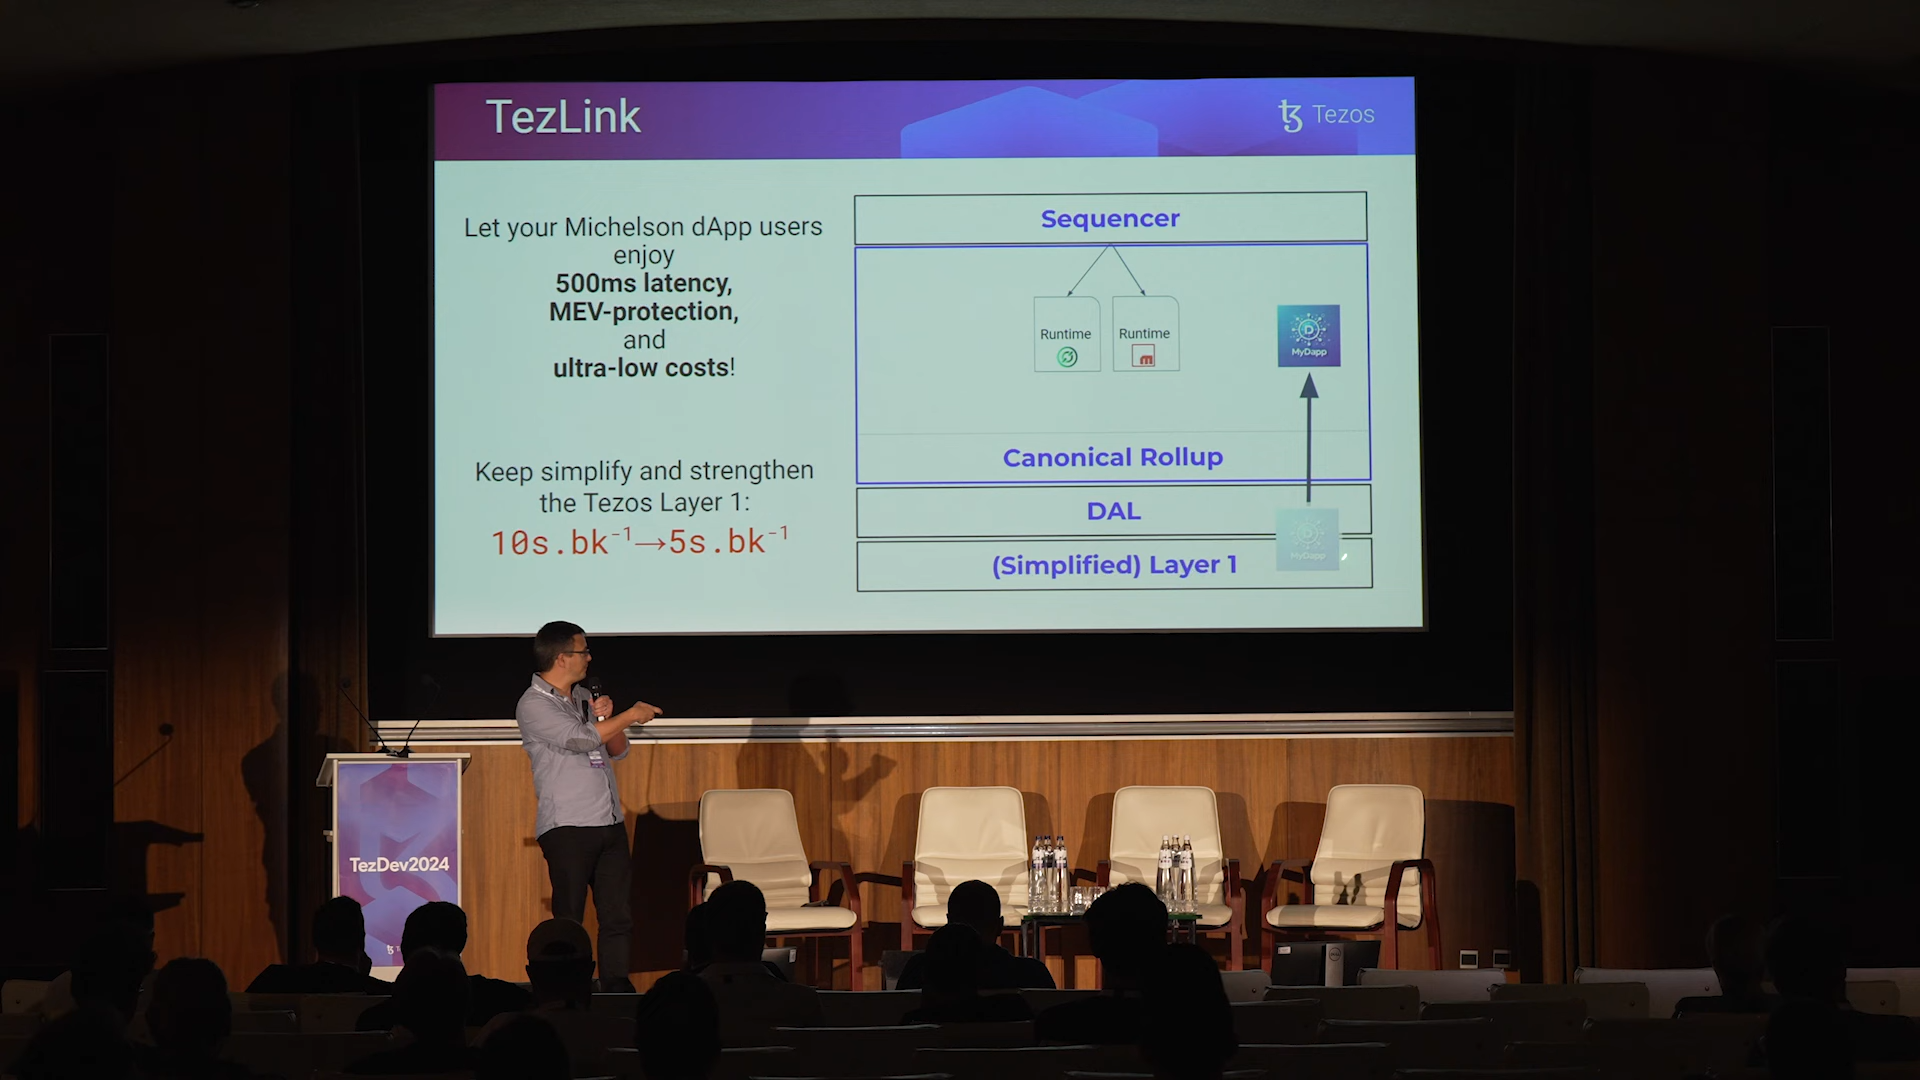 TezLink
Tezos
Let your Michelson dApp users
enjoy
500ms latency,
MEV-protection,
and
ultra-low costs!
Keep simplify and strengthen
the Tezos Layer 1:
10s.bk⁻¹→5s.bk⁻¹
Sequencer
Runtime
Runtime
MyDapp
Canonical Rollup
DAL
MyDapp
(Simplified) Layer 1
TezDev2024